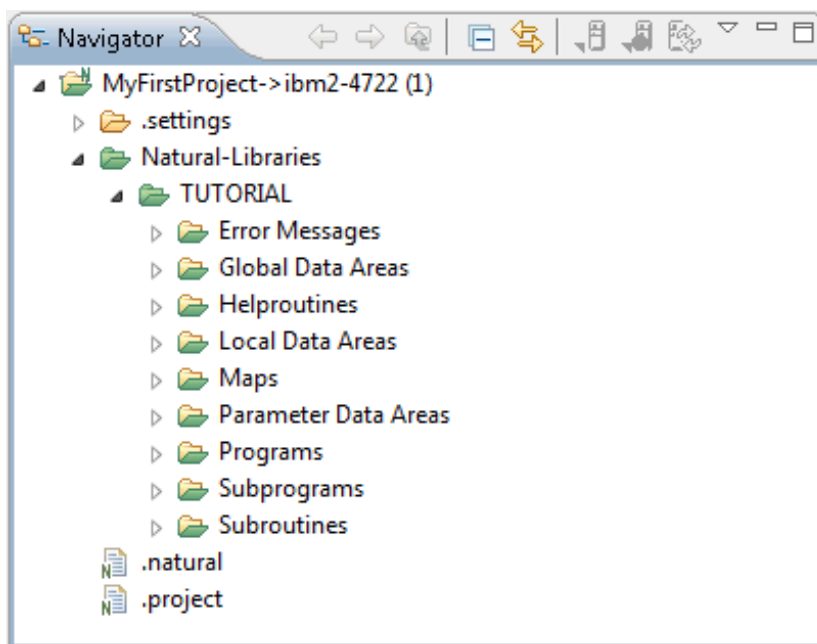 Navigator
MyFirstProject->ibm2-4722 (1)
.settings
Natural-Libraries
TUTORIAL
Error Messages
Global Data Areas
Helproutines
Local Data Areas
Maps
Parameter Data Areas
Programs
Subprograms
Subroutines
.natural
.project